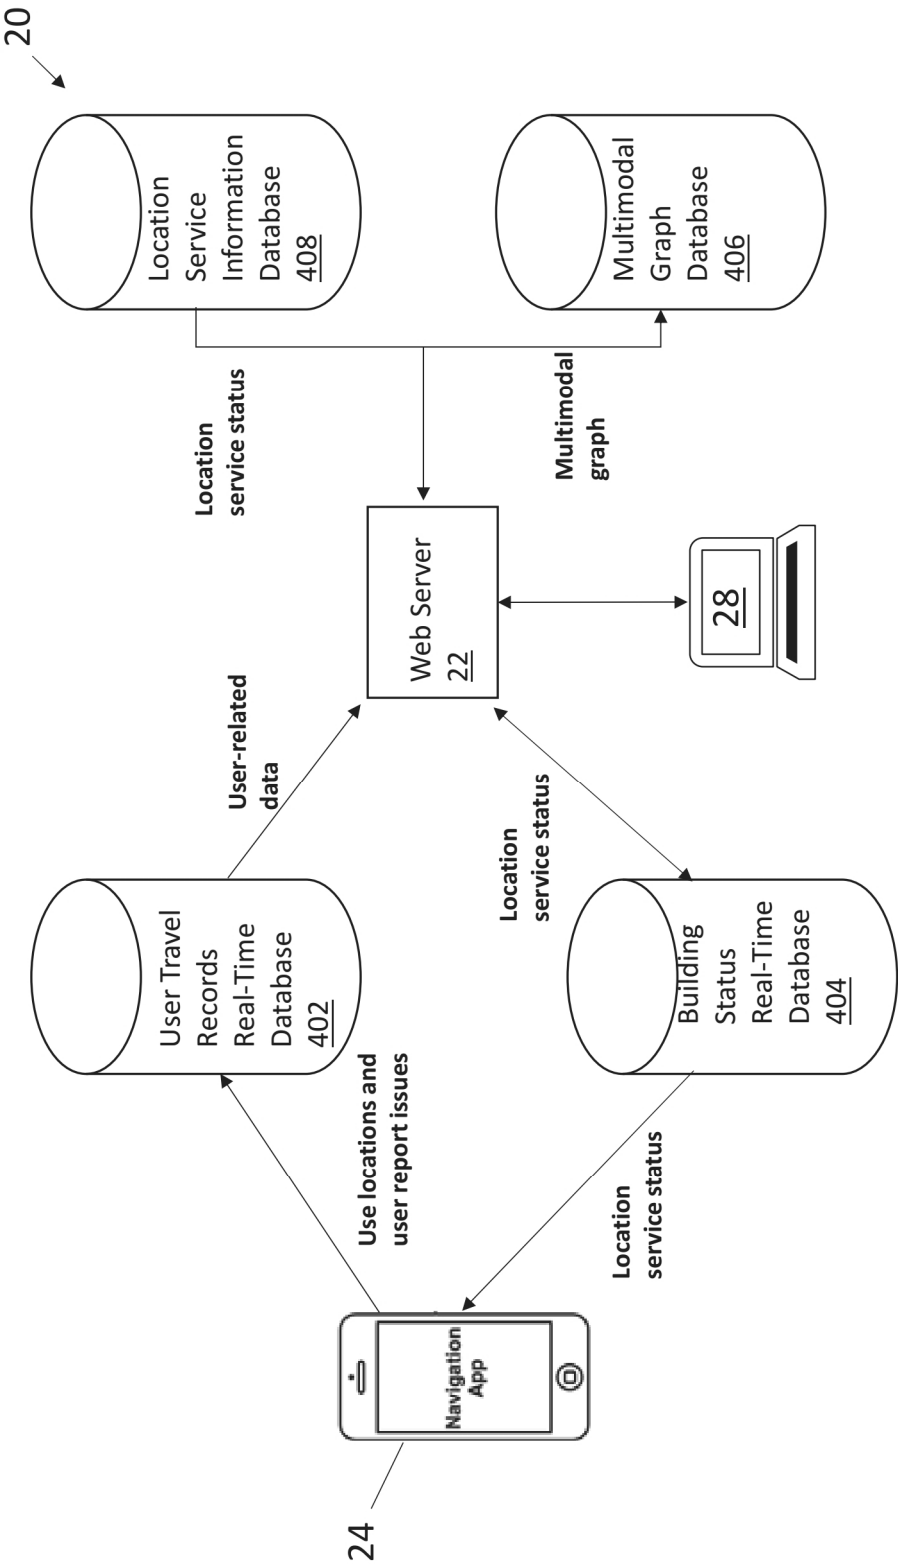 20
Location
Service
Information
Database
408
Multimodal
Graph
Database
406
Location
service status
Multimodal
graph
Web Server
22
28
User-related
data
Location
service status
User Travel
Records
Real-Time
Database
402
Building
Status
Real-Time
Database
404
Use locations and
user report issues
Location
service status
Navigation
App
24